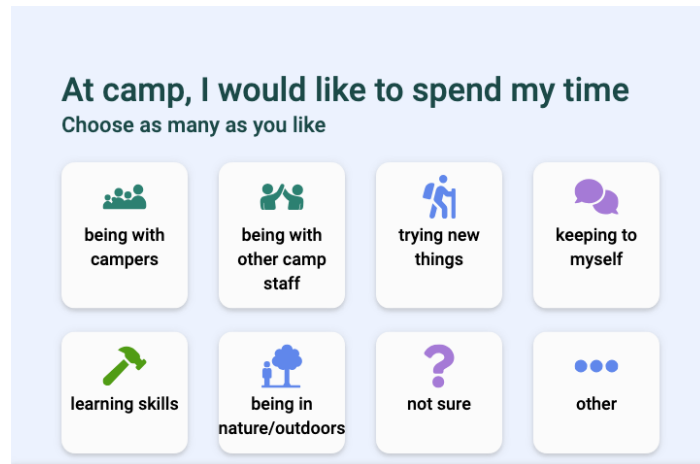 At camp, I would like to spend my time
Choose as many as you like
being with
campers
being with
other camp
staff
trying new
things
keeping to
myself
learning skills
being in
nature/outdoors
not sure
other